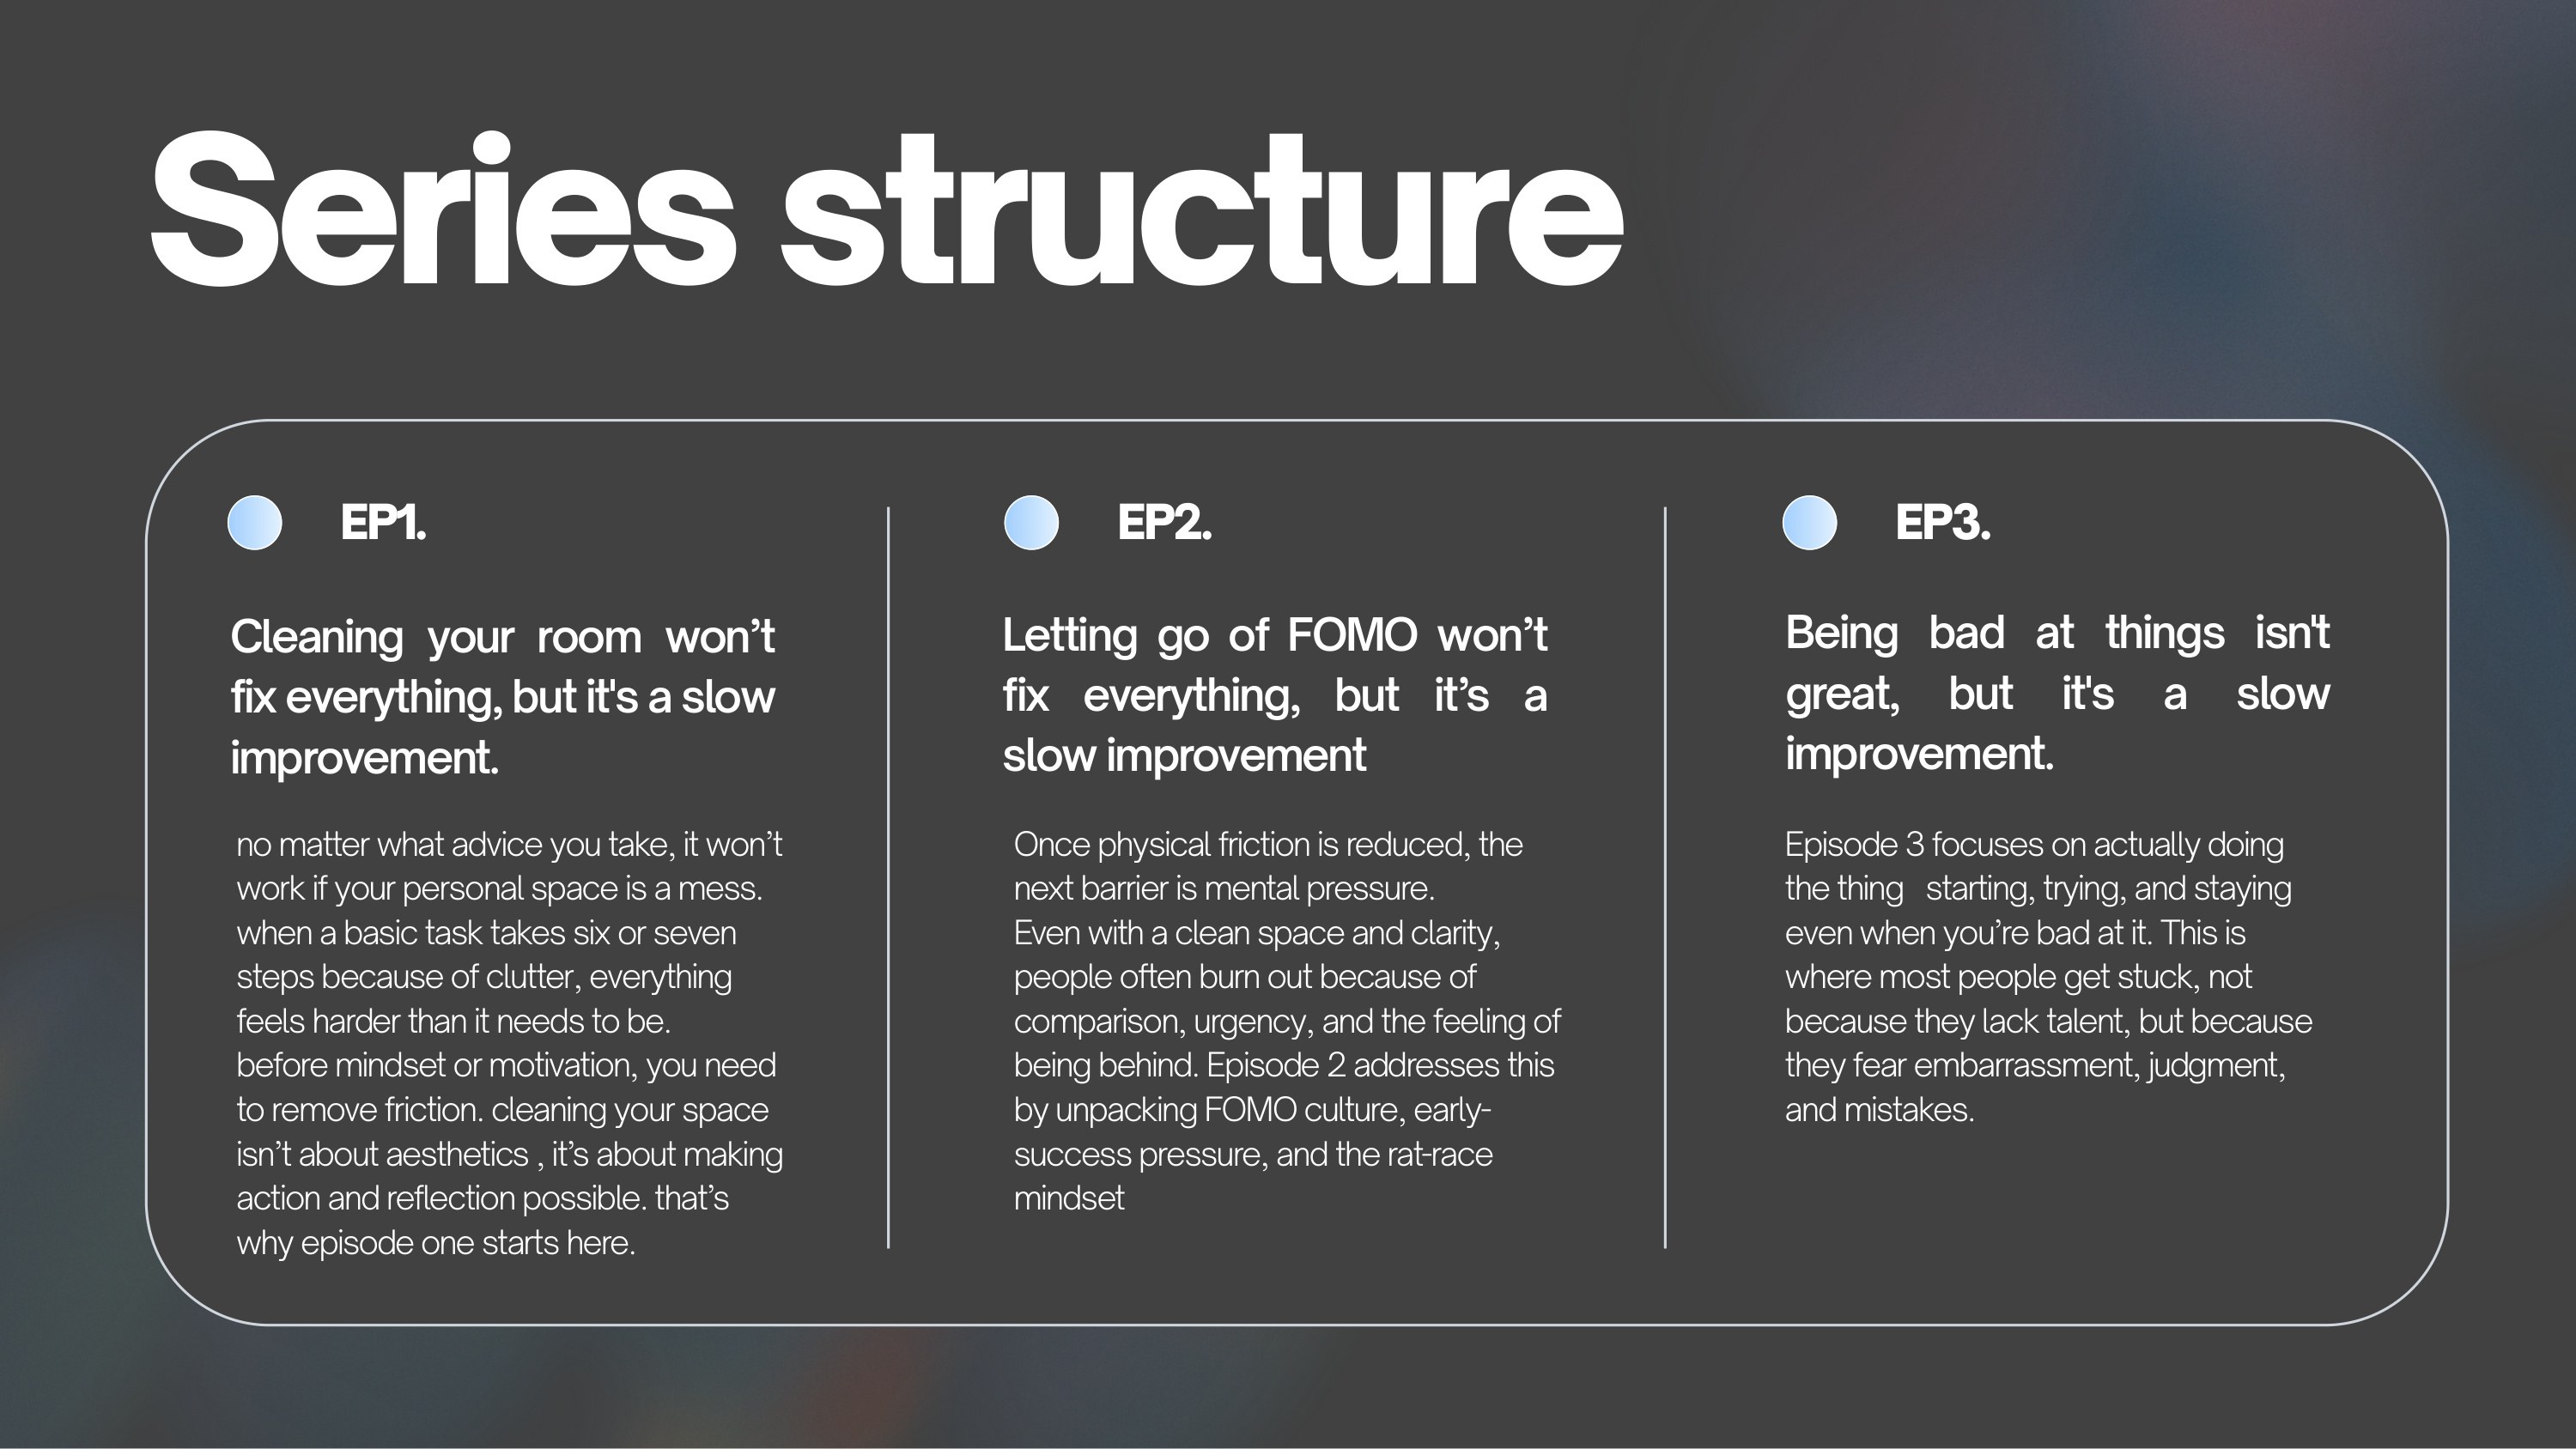 Series structure
EP1.
Cleaning your room won’t
fix everything, but it's a slow
improvement.
no matter what advice you take, it won’t
work if your personal space is a mess.
when a basic task takes six or seven
steps because of clutter, everything
feels harder than it needs to be.
before mindset or motivation, you need
to remove friction. cleaning your space
isn’t about aesthetics , it’s about making
action and reflection possible. that’s
why episode one starts here.
EP2.
Letting go of FOMO won’t
fix everything, but it’s a
slow improvement
Once physical friction is reduced, the
next barrier is mental pressure.
Even with a clean space and clarity,
people often burn out because of
comparison, urgency, and the feeling of
being behind. Episode 2 addresses this
by unpacking FOMO culture, early-
success pressure, and the rat-race
mindset
EP3.
Being bad at things isn't
great, but it's a slow
improvement.
Episode 3 focuses on actually doing
the thing  starting, trying, and staying
even when you’re bad at it. This is
where most people get stuck, not
because they lack talent, but because
they fear embarrassment, judgment,
and mistakes.